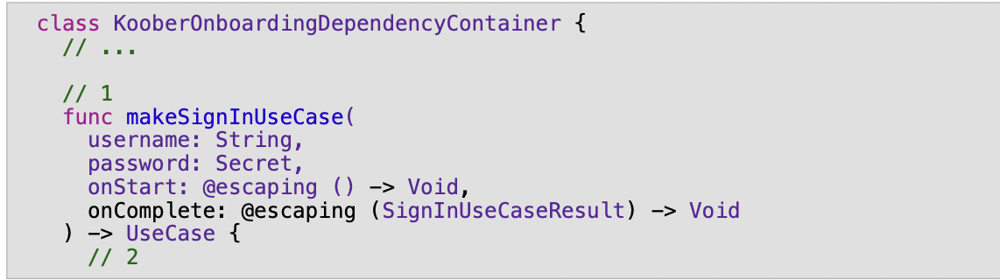 class KooberOnboardingDependencyContainer {
  // ...

  // 1
  func makeSignInUseCase(
    username: String,
    password: Secret,
    onStart: @escaping () -> Void,
    onComplete: @escaping (SignInUseCaseResult) -> Void
  ) -> UseCase {
    // 2